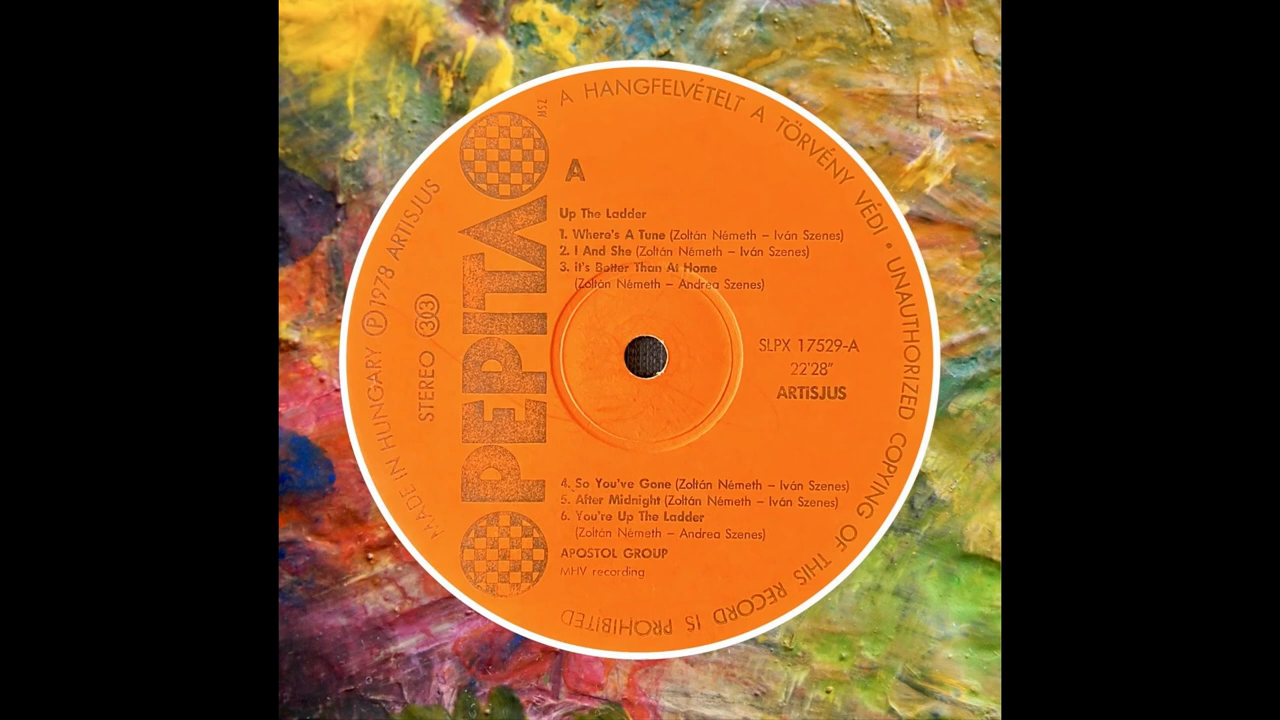 A HANGFELVÉTELT A TÖRVÉNY VÉDI • UNAUTHORIZED COPYING OF THIS RECORD IS PROHIBITED
MADE IN HUNGARY Ⓟ 1978 ARTISJUS
STEREO 303
PEPITA
A
Up The Ladder
1. Where's A Tune (Zoltán Németh – Iván Szenes)
2. I And She (Zoltán Németh – Iván Szenes)
3. it's Better Than At Home
(Zoltán Németh – Andrea Szenes)
SLPX 17529-A
22'28"
ARTISJUS
4. So You've Gone (Zoltán Németh – Iván Szenes)
5. After Midnight (Zoltán Németh – Iván Szenes)
6. You're Up The Ladder
(Zoltán Németh – Andrea Szenes)
APOSTOL GROUP
MHV recording